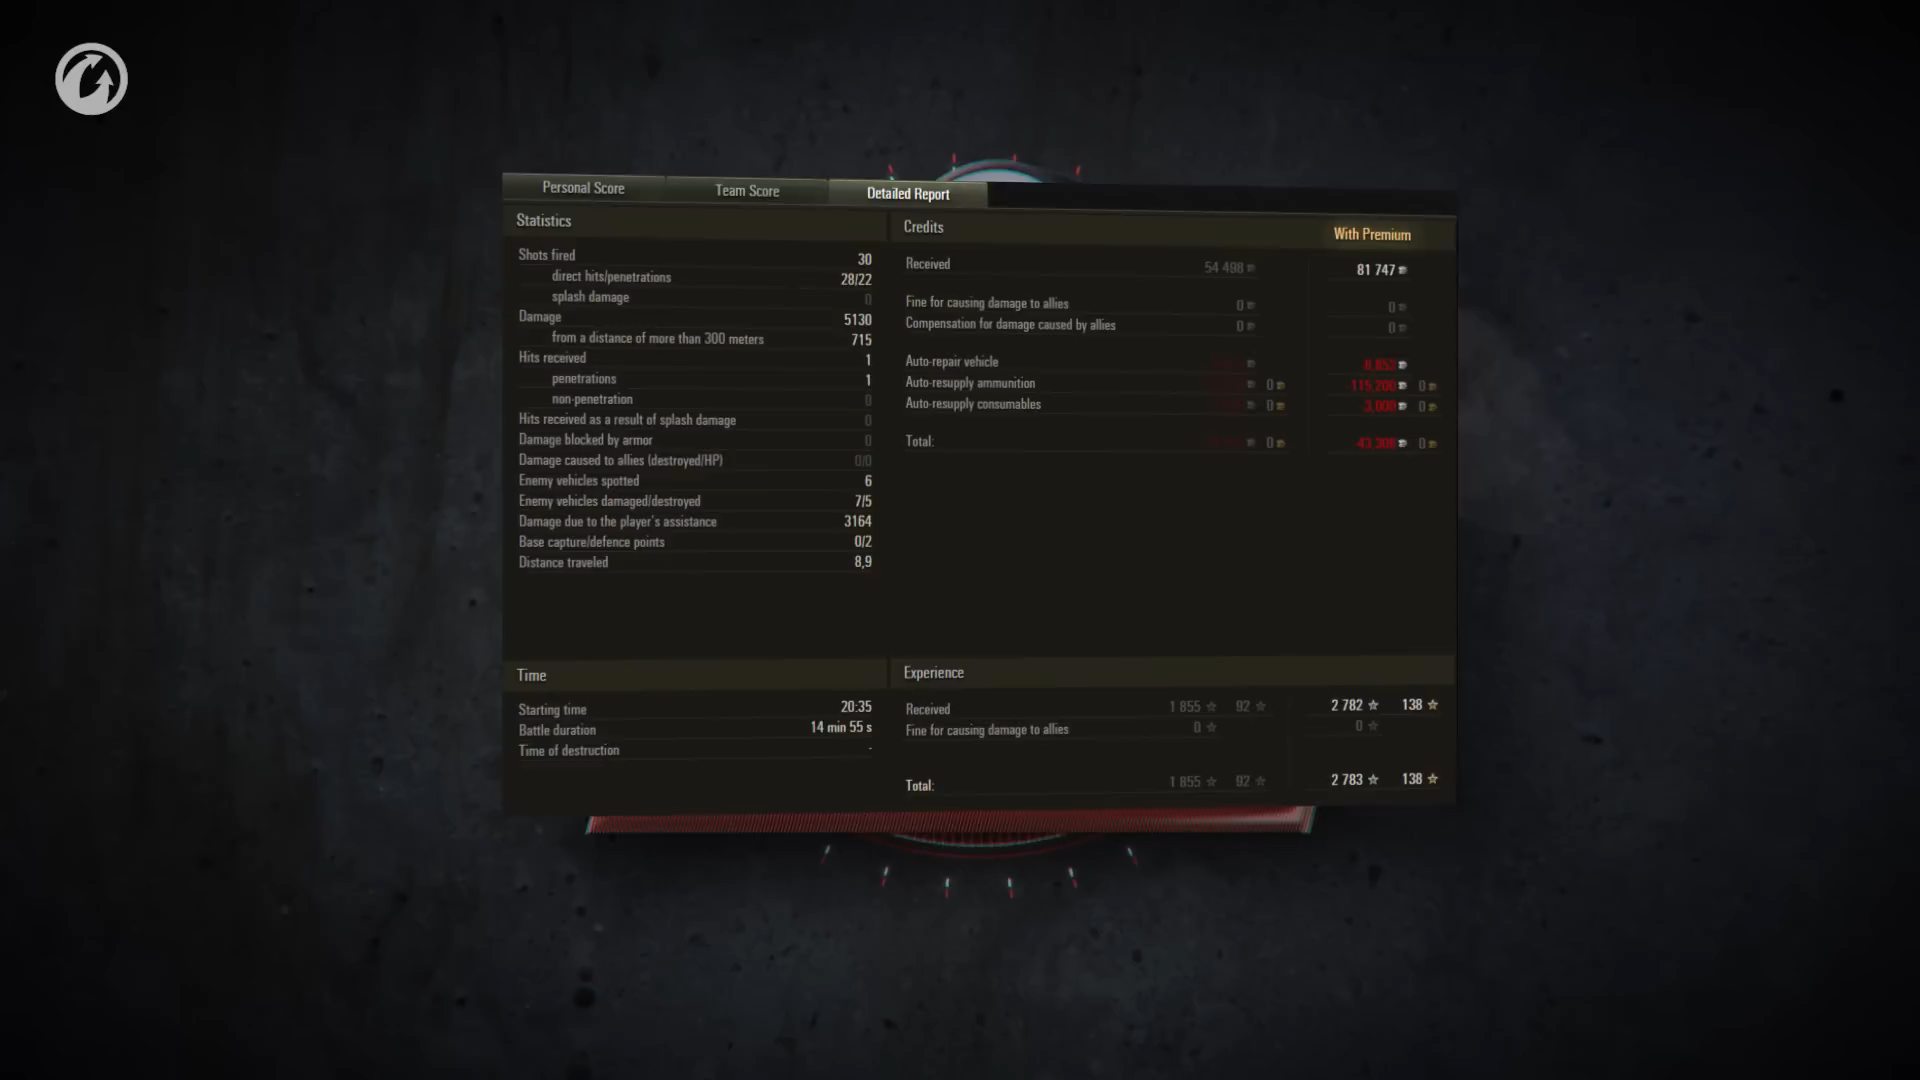 Personal Score
Team Score
Detailed Report
Statistics
Shots fired 30
direct hits/penetrations 28/22
splash damage 0
Damage 5130
from a distance of more than 300 meters 715
Hits received 1
penetrations 1
non-penetration 0
Hits received as a result of splash damage 0
Damage blocked by armor 0
Damage caused to allies (destroyed/HP) 0/0
Enemy vehicles spotted 6
Enemy vehicles damaged/destroyed 7/5
Damage due to the player's assistance 3164
Base capture/defence points 0/2
Distance traveled 8,9
Credits With Premium
Received 54 498 81 747
Fine for causing damage to allies 0 0
Compensation for damage caused by allies 0 0
Auto-repair vehicle
Auto-resupply ammunition 0 -115,200 0
Auto-resupply consumables 0 3,000 0
Total: 0 0
Time
Starting time 20:35
Battle duration 14 min 55 s
Time of destruction -
Experience
Received 1 855 92 2 782 138
Fine for causing damage to allies 0 0
Total: 1 855 92 2 783 138